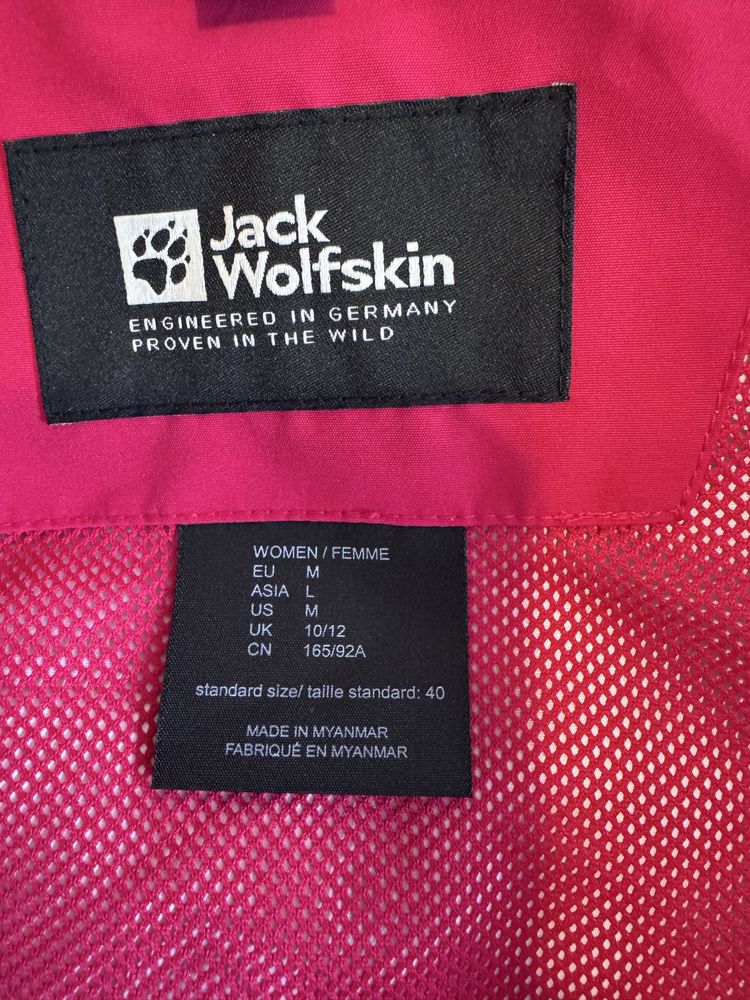 Jack
Wolfskin
ENGINEERED IN GERMANY
PROVEN IN THE WILD
WOMEN / FEMME
EU M
ASIA L
US M
UK 10/12
CN 165/92A
standard size/ taille standard: 40
MADE IN MYANMAR
FABRIQUÉ EN MYANMAR